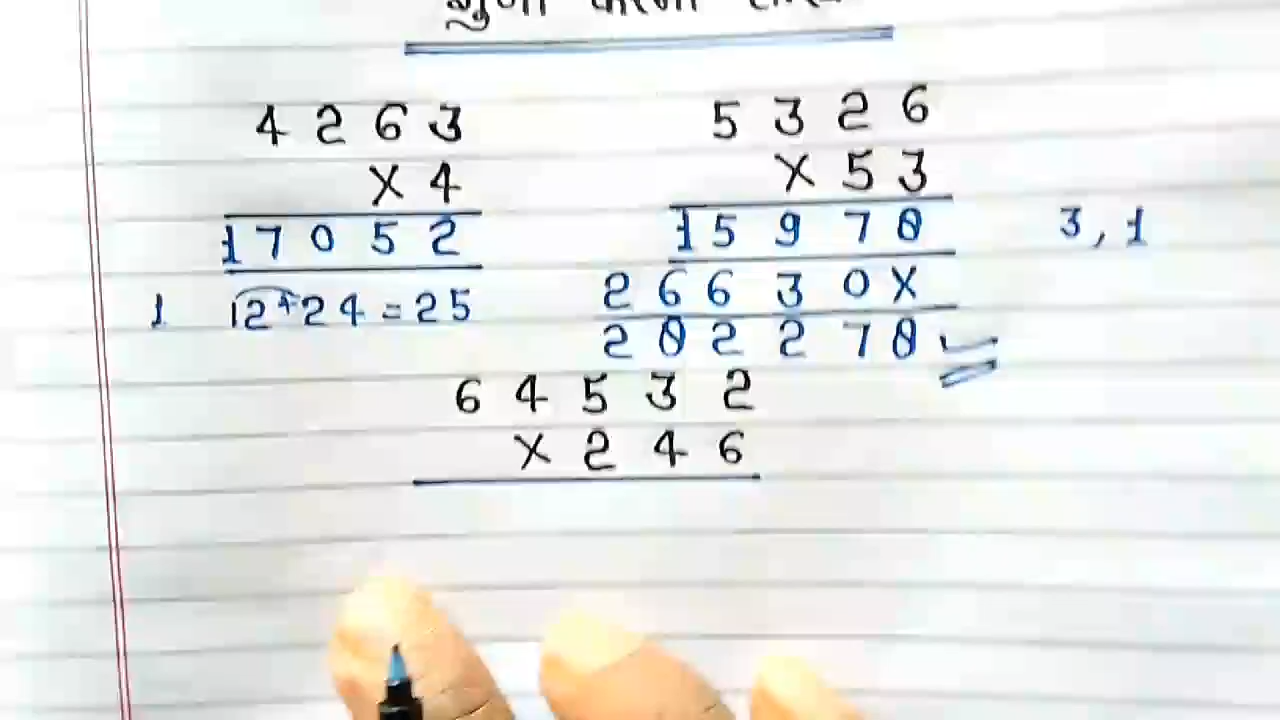 गुणा करना सीखें
4 2 6 3
X 4
1 7 0 5 2
1 12+24=25
5 3 2 6
X 5 3
1 5 9 7 8 3,1
2 6 6 3 0 X
2 8 2 2 7 8
6 4 5 3 2
X 2 4 6